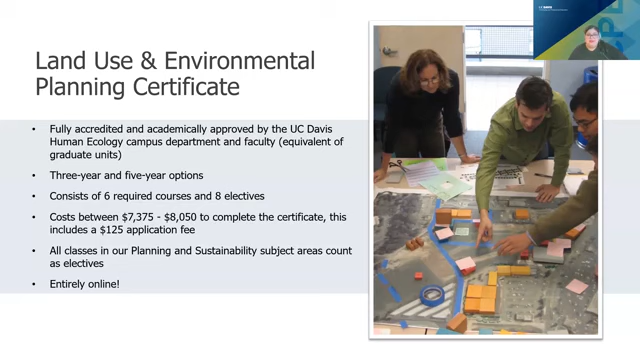 UC DAVIS
Land Use & Environmental
Planning Certificate
• Fully accredited and academically approved by the UC Davis
Human Ecology campus department and faculty (equivalent of
graduate units)
• Three-year and five-year options
• Consists of 6 required courses and 8 electives
• Costs between $7,375 - $8,050 to complete the certificate, this
includes a $125 application fee
• All classes in our Planning and Sustainability subject areas count
as electives
• Entirely online!